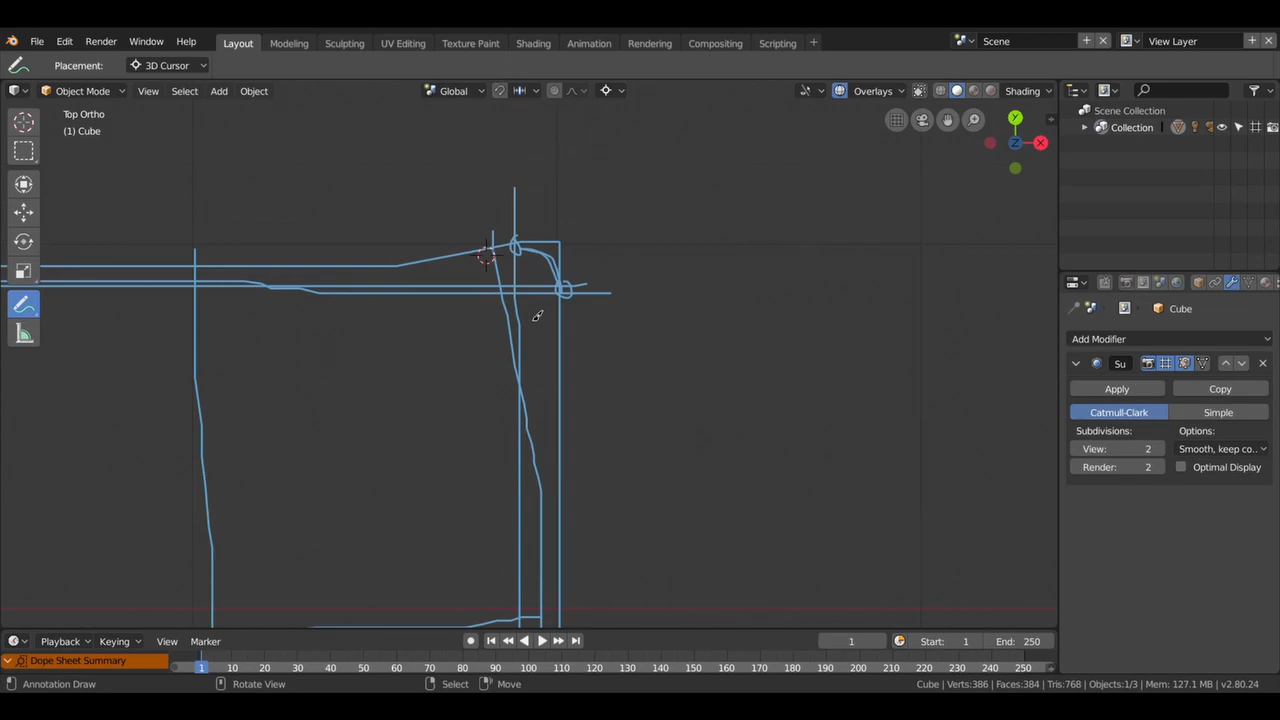 File Edit Render Window Help Layout Modeling Sculpting UV Editing Texture Paint Shading Animation Rendering Compositing Scripting + Scene View Layer
Placement: 3D Cursor
Object Mode View Select Add Object Global Overlays Shading
Top Ortho
(1) Cube
Y
Z
X
Scene Collection
Collection
Cube
Add Modifier
Su
Apply Copy
Catmull-Clark Simple
Subdivisions: Options:
View: 2 Smooth, keep co..
Render: 2 Optimal Display
Playback Keying View Marker 1 Start: 1 End: 250
Dope Sheet Summary 1 10 20 30 40 50 60 70 80 90 100 110 120 130 140 150 160 170 180 190 200 210 220 230 240 250
Annotation Draw Rotate View Select Move Cube | Verts:386 | Faces:384 | Tris:768 | Objects:1/3 | Mem: 127.1 MB | v2.80.24